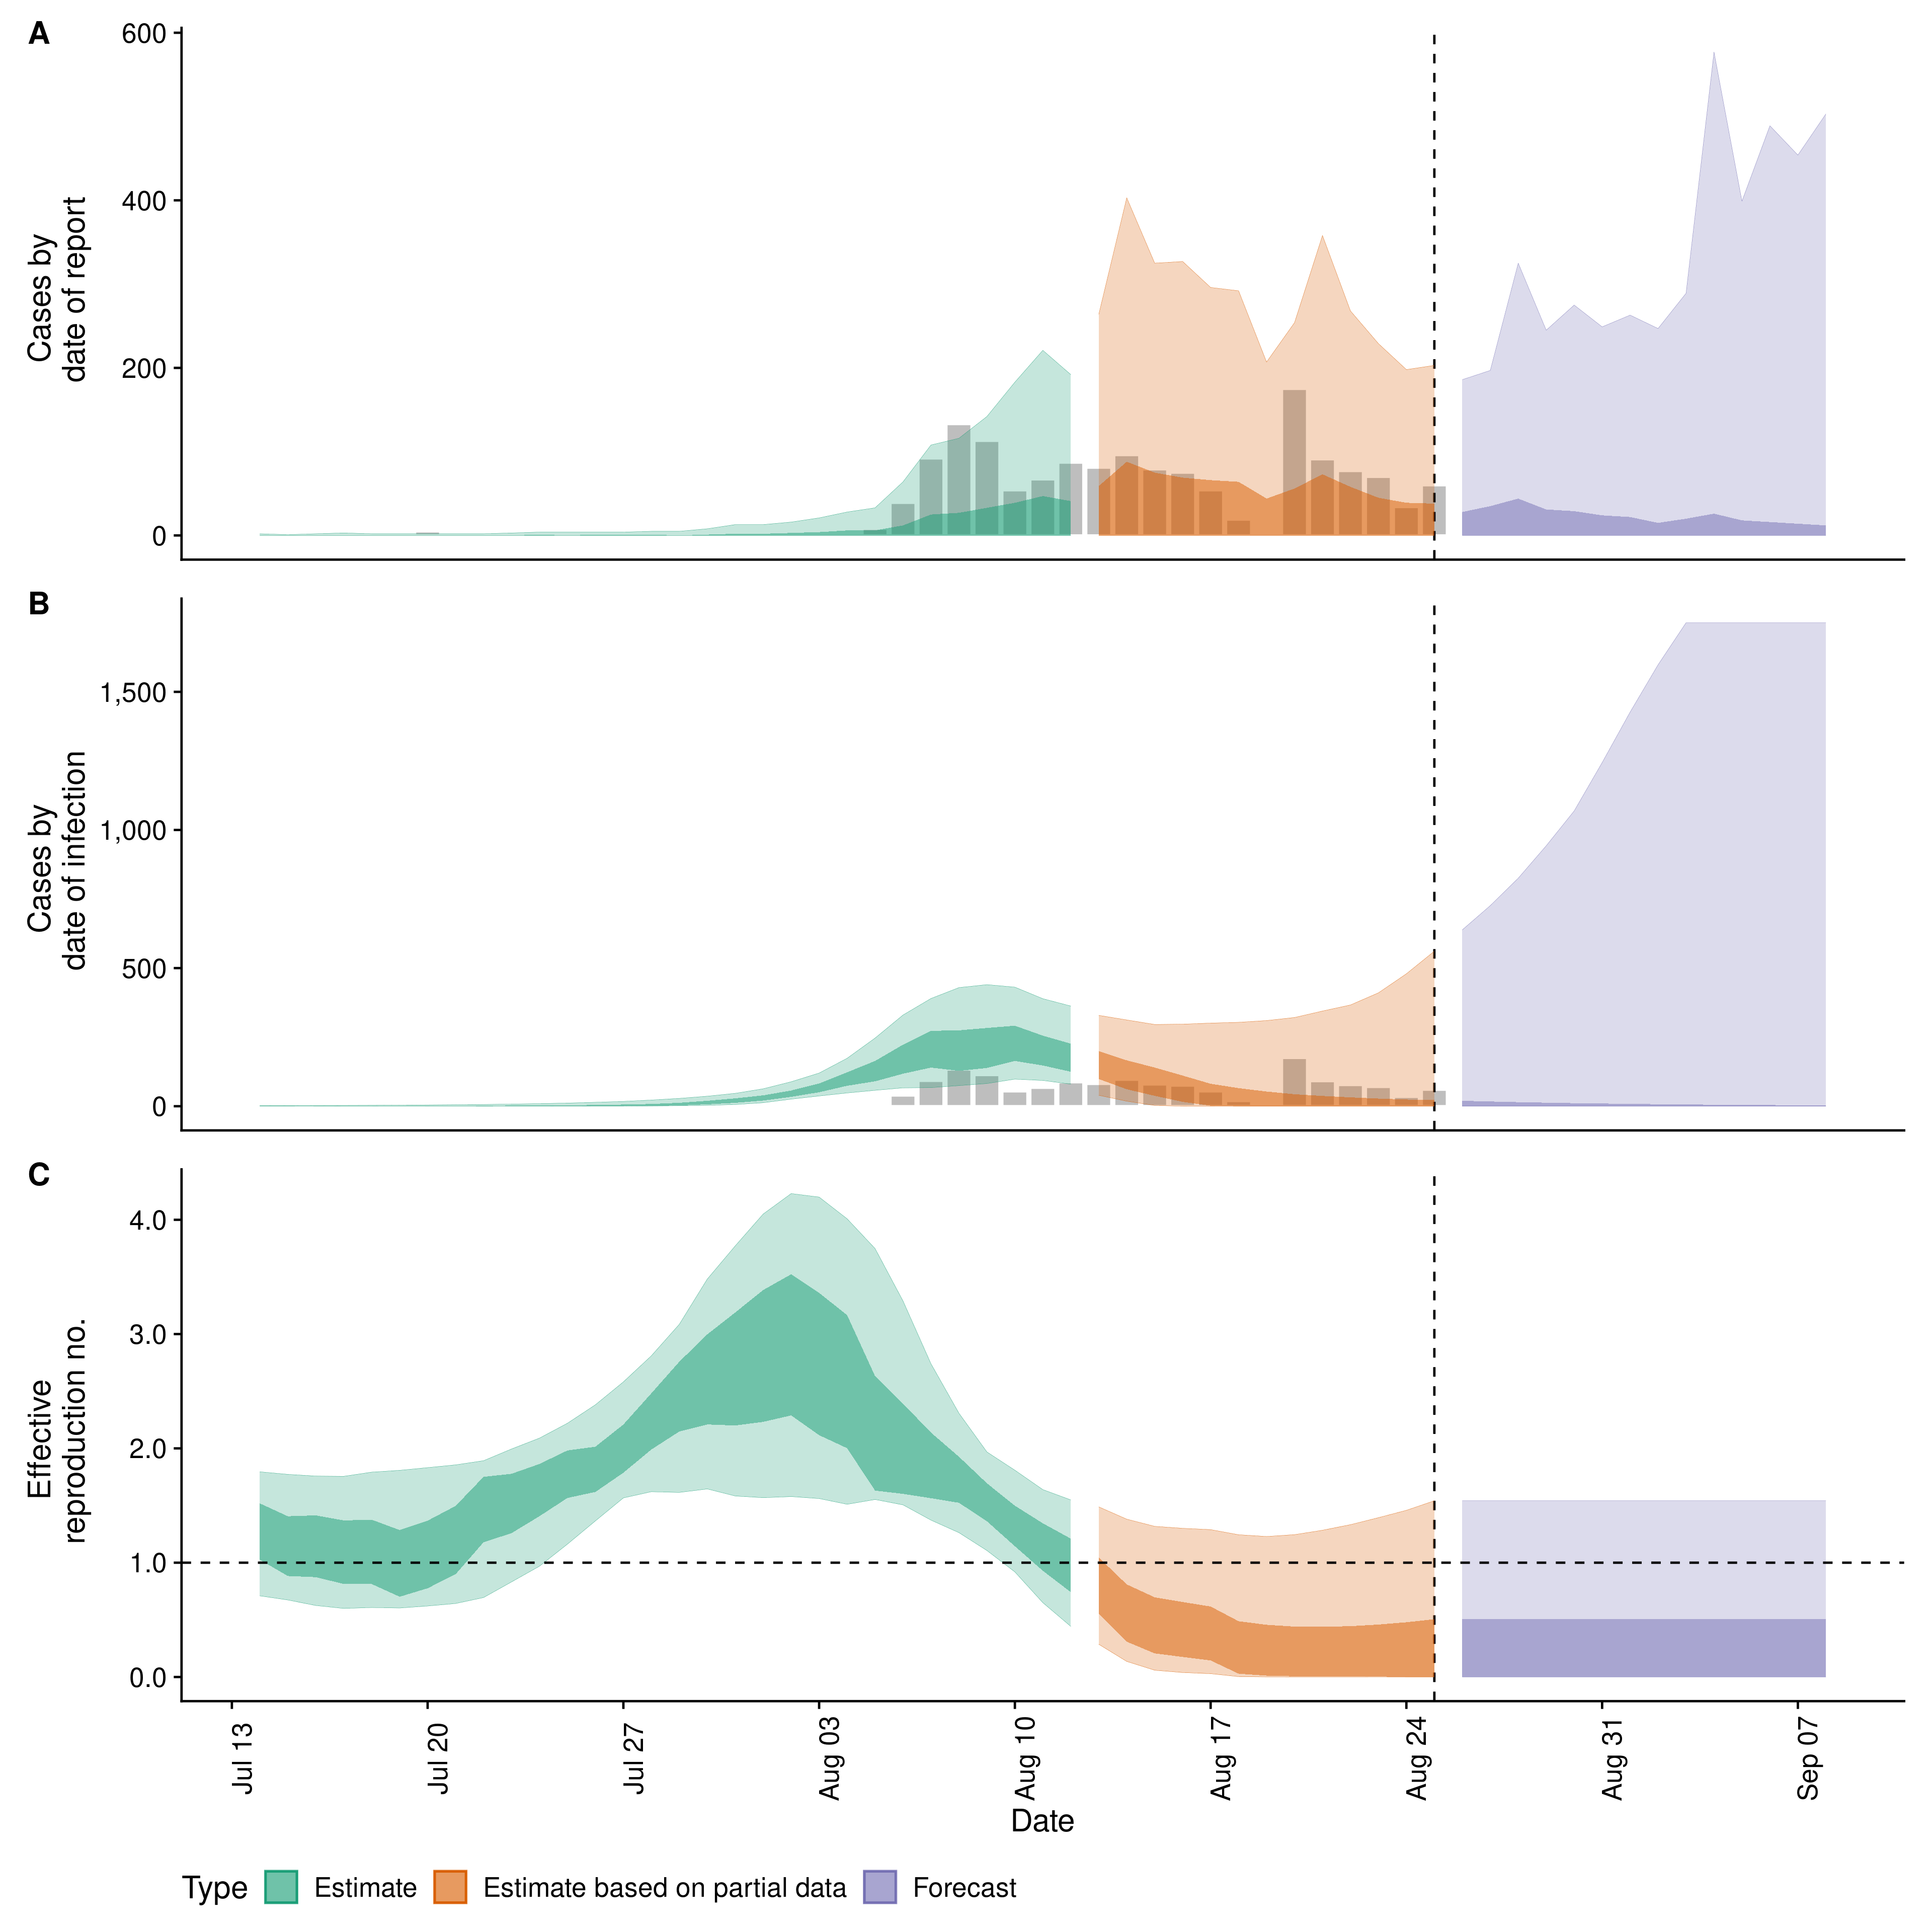 A
600
400
200
0
Cases by
date of report
B
1,500
1,000
500
0
Cases by
date of infection
C
4.0
3.0
2.0
1.0
0.0
Effective
reproduction no.
Jul 13
Jul 20
Jul 27
Aug 03
Aug 10
Aug 17
Aug 24
Aug 31
Sep 07
Date
Type
Estimate
Estimate based on partial data
Forecast